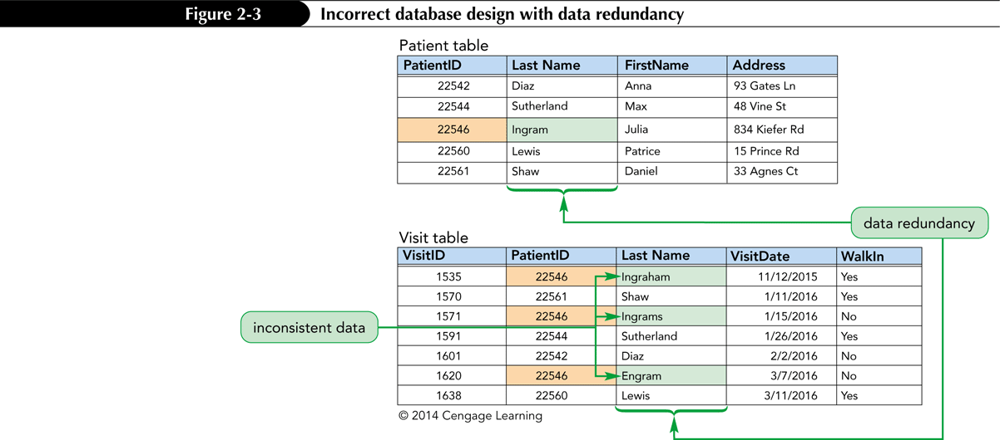 Figure 2-3 Incorrect database design with data redundancy
Patient table
PatientID Last Name FirstName Address
22542 Diaz Anna 93 Gates Ln
22544 Sutherland Max 48 Vine St
22546 Ingram Julia 834 Kiefer Rd
22560 Lewis Patrice 15 Prince Rd
22561 Shaw Daniel 33 Agnes Ct
data redundancy
Visit table
VisitID PatientID Last Name VisitDate WalkIn
1535 22546 Ingraham 11/12/2015 Yes
1570 22561 Shaw 1/11/2016 Yes
1571 22546 Ingrams 1/15/2016 No
inconsistent data
1591 22544 Sutherland 1/26/2016 Yes
1601 22542 Diaz 2/2/2016 No
1620 22546 Engram 3/7/2016 No
1638 22560 Lewis 3/11/2016 Yes
© 2014 Cengage Learning